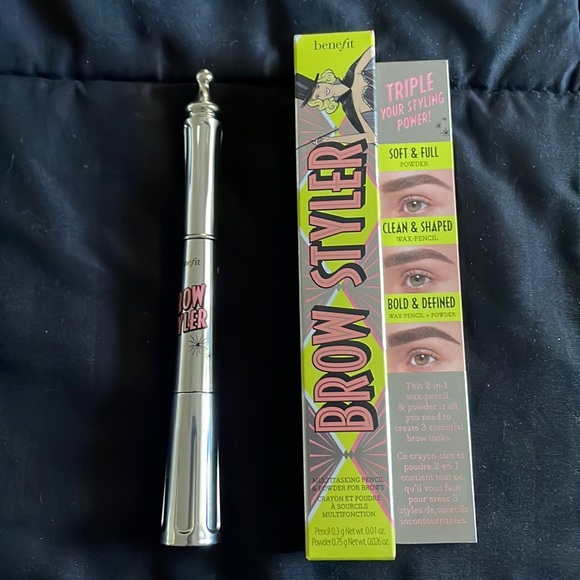 benefit
BROW
STYLER
benefit
BROW STYLER
MULTITASKING PENCIL
& POWDER FOR BROWS
CRAYON ET POUDRE
À SOURCILS
MULTIFONCTION
Pencil 0.3 g Net wt. 0.01 oz.
Powder 0.75 g Net wt. 0.026 oz.
TRIPLE
YOUR STYLING
POWER!
SOFT & FULL
POWDER
CLEAN & SHAPED
WAX-PENCIL
BOLD & DEFINED
WAX-PENCIL + POWDER
This 2-in-1
wax-pencil
& powder is all
you need to
create 3 essential
brow looks.
Ce crayon-cire et
poudre 2-en-1
contient tout ce
qu'il vous faut
pour créer 3
styles de sourcils
incontournables.